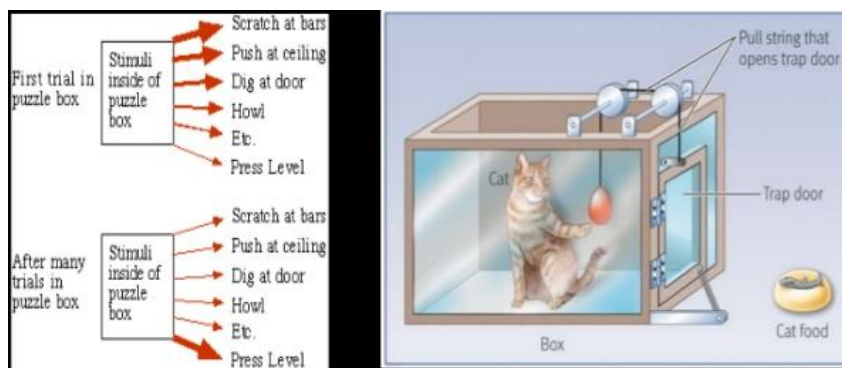 First trial in
puzzle box
Stimuli
inside of
puzzle
box
Scratch at bars
Push at ceiling
Dig at door
Howl
Etc.
Press Level
After many
trials in
puzzle box
Stimuli
inside of
puzzle
box
Scratch at bars
Push at ceiling
Dig at door
Howl
Etc.
Press Level
Pull string that
opens trap door
Cat
Trap door
Box
Cat food